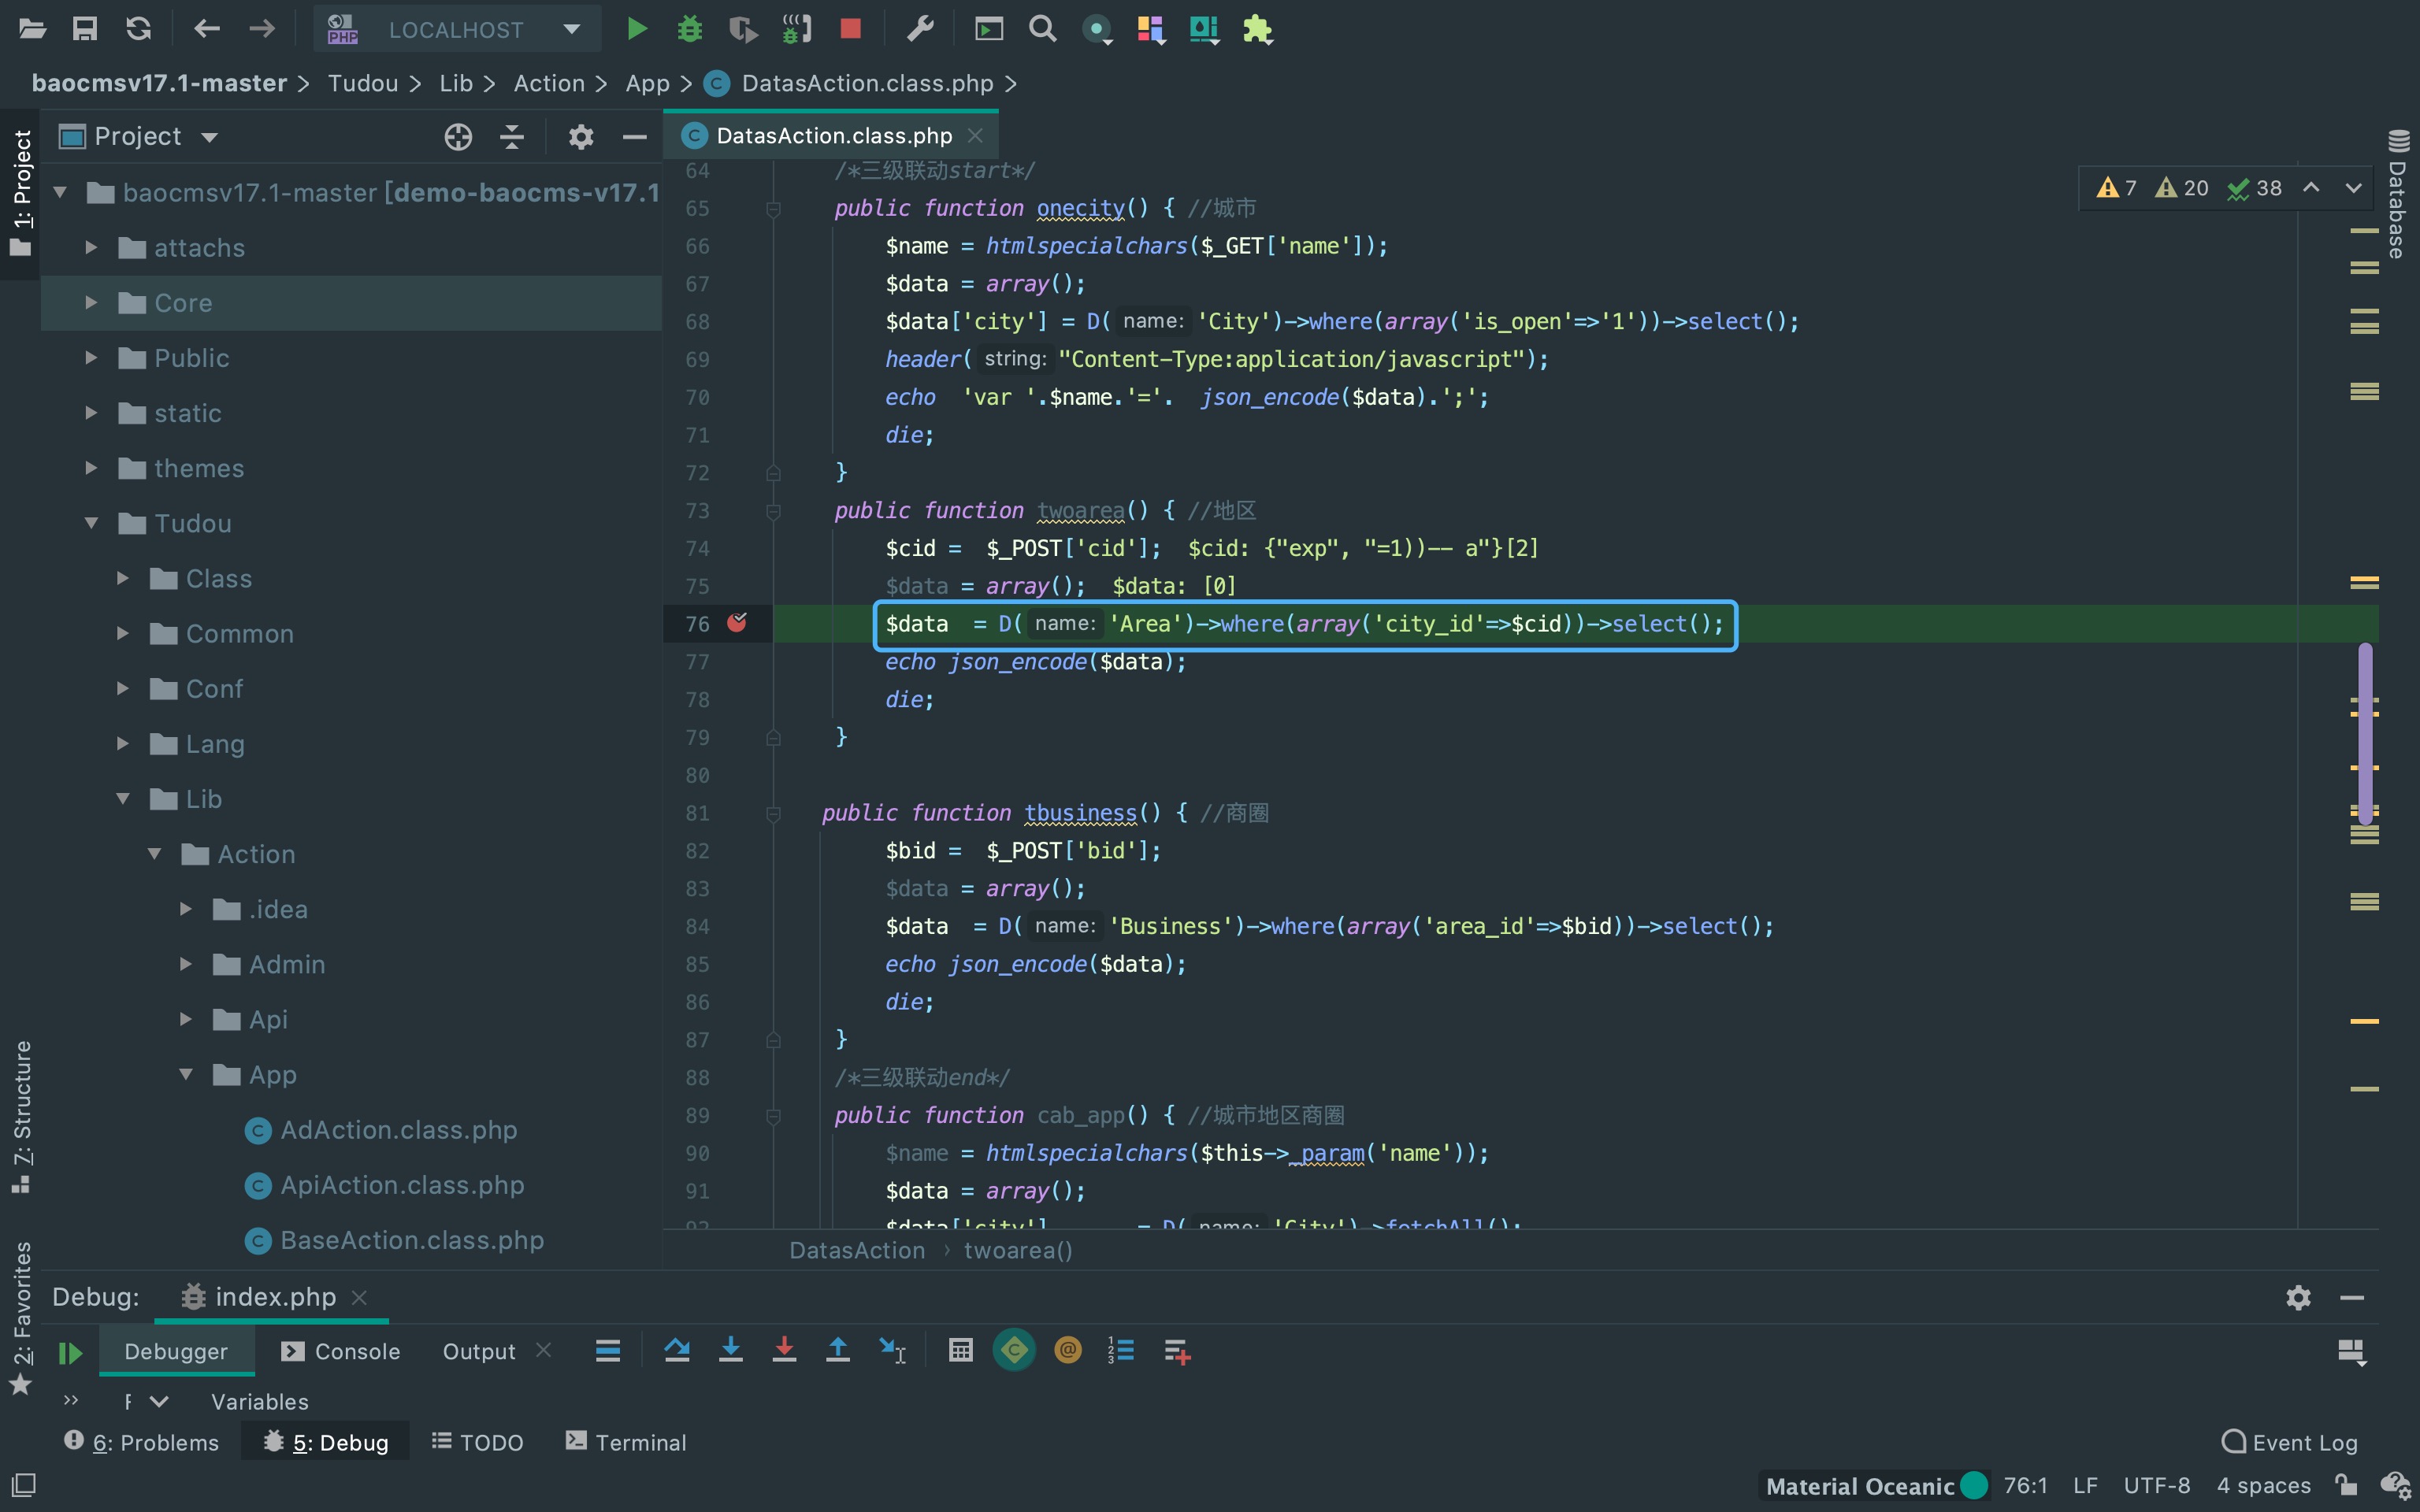 LOCALHOST
baocmsv17.1-master > Tudou > Lib > Action > App > DatasAction.class.php >
Project
DatasAction.class.php
1: Project
Database
7 20 38
baocmsv17.1-master [demo-baocms-v17.1
attachs
Core
Public
static
themes
Tudou
Class
Common
Conf
Lang
Lib
Action
.idea
Admin
Api
App
AdAction.class.php
ApiAction.class.php
BaseAction.class.php
7: Structure
2: Favorites
64 /*三级联动start*/
65 public function onecity() { //城市
66 $name = htmlspecialchars($_GET['name']);
67 $data = array();
68 $data['city'] = D( name: 'City')->where(array('is_open'=>'1'))->select();
69 header( string: "Content-Type:application/javascript");
70 echo 'var '.$name.'='. json_encode($data).';';
71 die;
72 }
73 public function twoarea() { //地区
74 $cid = $_POST['cid']; $cid: {"exp", "=1))-- a"}[2]
75 $data = array(); $data: [0]
76 $data = D( name: 'Area')->where(array('city_id'=>$cid))->select();
77 echo json_encode($data);
78 die;
79 }
80
81 public function tbusiness() { //商圈
82 $bid = $_POST['bid'];
83 $data = array();
84 $data = D( name: 'Business')->where(array('area_id'=>$bid))->select();
85 echo json_encode($data);
86 die;
87 }
88 /*三级联动end*/
89 public function cab_app() { //城市地区商圈
90 $name = htmlspecialchars($this->_param('name'));
91 $data = array();
92 $data['city'] = D( name: 'City')->fetchAll();
DatasAction › twoarea()
Debug: index.php
Debugger Console Output
F Variables
6: Problems 5: Debug TODO Terminal Event Log
Material Oceanic 76:1 LF UTF-8 4 spaces